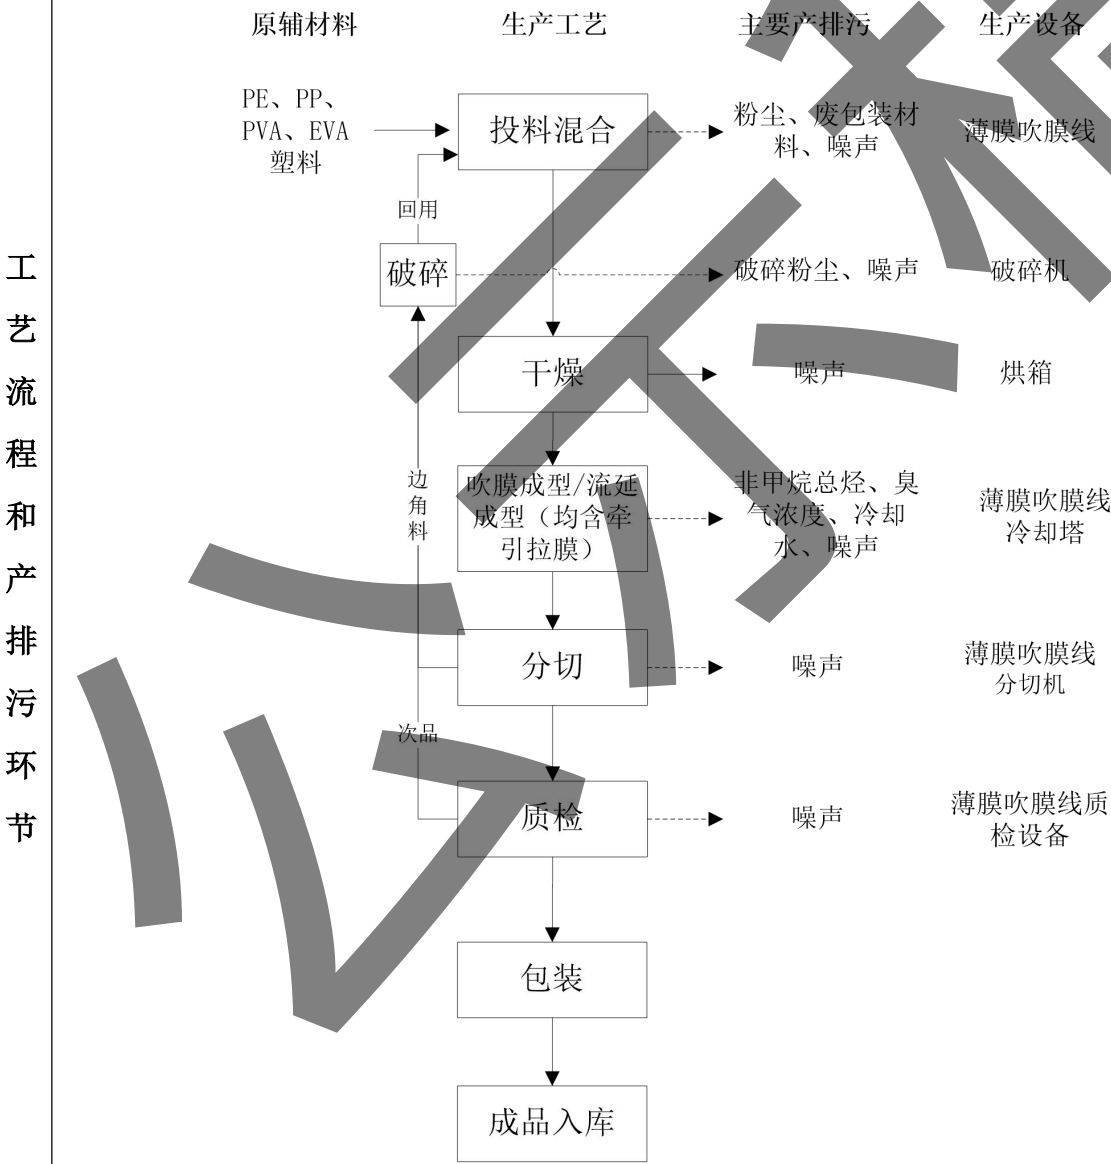 原辅材料 生产工艺 主要产排污 生产设备
PE、PP、
PVA、EVA
塑料
投料混合
粉尘、废包装材
料、噪声
薄膜吹膜线
回用
破碎
破碎粉尘、噪声
破碎机
干燥
噪声
烘箱
边
角
料
吹膜成型/流延
成型（均含牵
引拉膜）
非甲烷总烃、臭
气浓度、冷却
水、噪声
薄膜吹膜线
冷却塔
分切
噪声
薄膜吹膜线
分切机
次品
质检
噪声
薄膜吹膜线质
检设备
包装
成品入库
工
艺
流
程
和
产
排
污
环
节